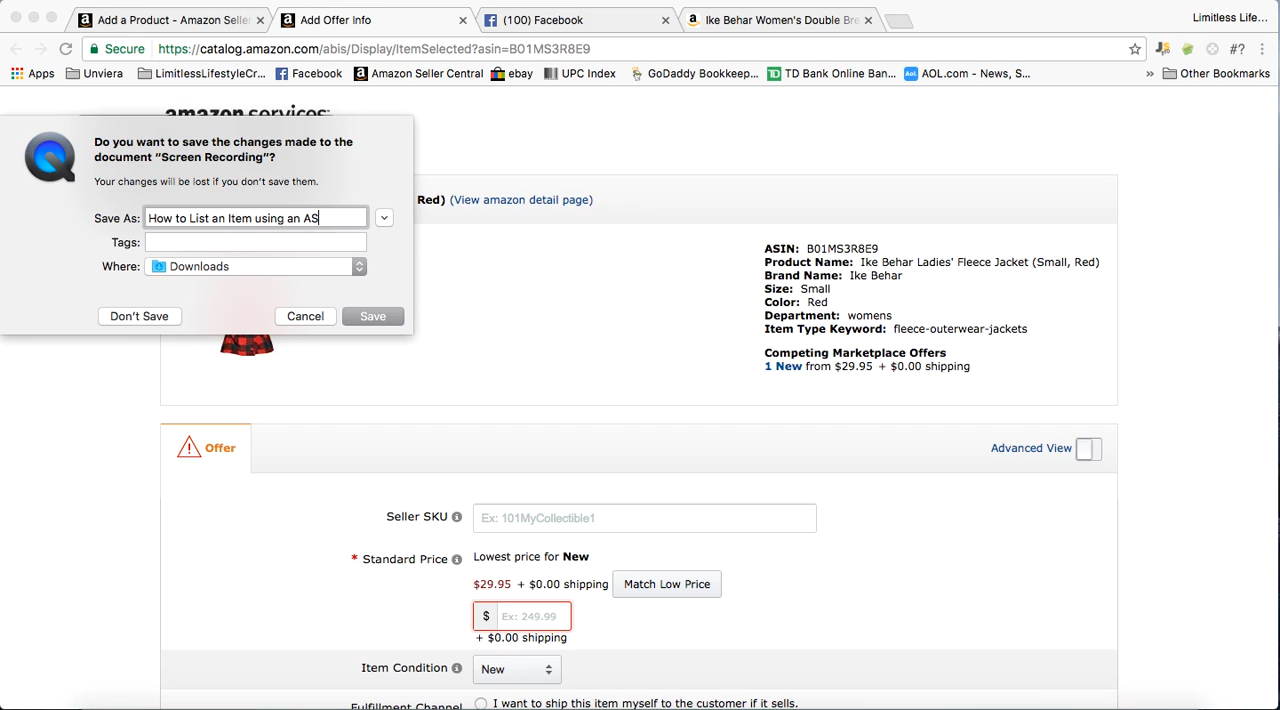 Add a Product - Amazon Seller
Add Offer Info
(100) Facebook
Ike Behar Women's Double Bre
Limitless Life...
Secure
https://catalog.amazon.com/abis/Display/ItemSelected?asin=B01MS3R8E9
#?
Apps
Unviera
LimitlessLifestyleCr...
Facebook
Amazon Seller Central
ebay
UPC Index
GoDaddy Bookkeep...
TD Bank Online Ban...
AOL.com - News, S...
»
Other Bookmarks
amazon services
Do you want to save the changes made to the
document “Screen Recording”?
Your changes will be lost if you don’t save them.
Save As: How to List an Item using an AS
Tags:
Where: Downloads
Don’t Save
Cancel
Save
Red) (View amazon detail page)
ASIN: B01MS3R8E9
Product Name: Ike Behar Ladies' Fleece Jacket (Small, Red)
Brand Name: Ike Behar
Size: Small
Color: Red
Department: womens
Item Type Keyword: fleece-outerwear-jackets
Competing Marketplace Offers
1 New from $29.95 + $0.00 shipping
Offer
Advanced View
Seller SKU
Ex: 101MyCollectible1
* Standard Price
Lowest price for New
$29.95 + $0.00 shipping
Match Low Price
$ Ex: 249.99
+ $0.00 shipping
Item Condition
New
Fulfillment Channel
I want to ship this item myself to the customer if it sells.